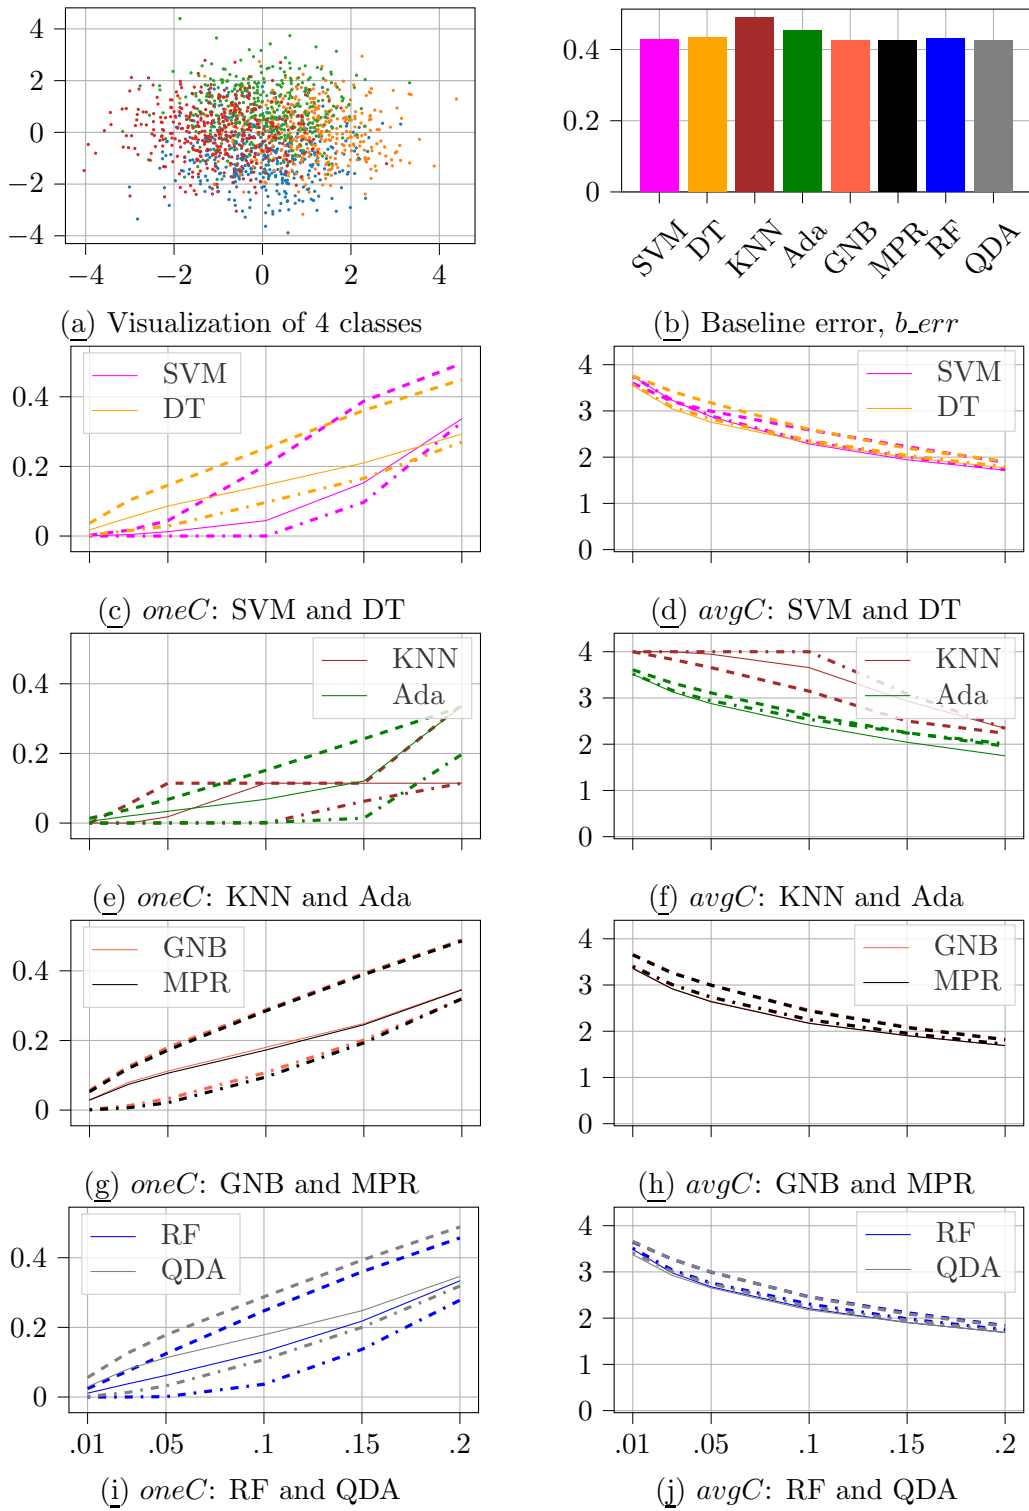 4
2
0
−2
−4
−4 −2 0 2 4
(a) Visualization of 4 classes
0.4
0.2
0
SVM DT KNN Ada GNB MPR RF QDA
(b) Baseline error, b_err
0.4
0.2
0
SVM
DT
(c) oneC: SVM and DT
4
3
2
1
0
SVM
DT
(d) avgC: SVM and DT
0.4
0.2
0
KNN
Ada
(e) oneC: KNN and Ada
4
3
2
1
0
KNN
Ada
(f) avgC: KNN and Ada
0.4
0.2
0
GNB
MPR
(g) oneC: GNB and MPR
4
3
2
1
0
GNB
MPR
(h) avgC: GNB and MPR
0.4
0.2
0
RF
QDA
.01 .05 .1 .15 .2
(i) oneC: RF and QDA
4
3
2
1
0
RF
QDA
.01 .05 .1 .15 .2
(j) avgC: RF and QDA